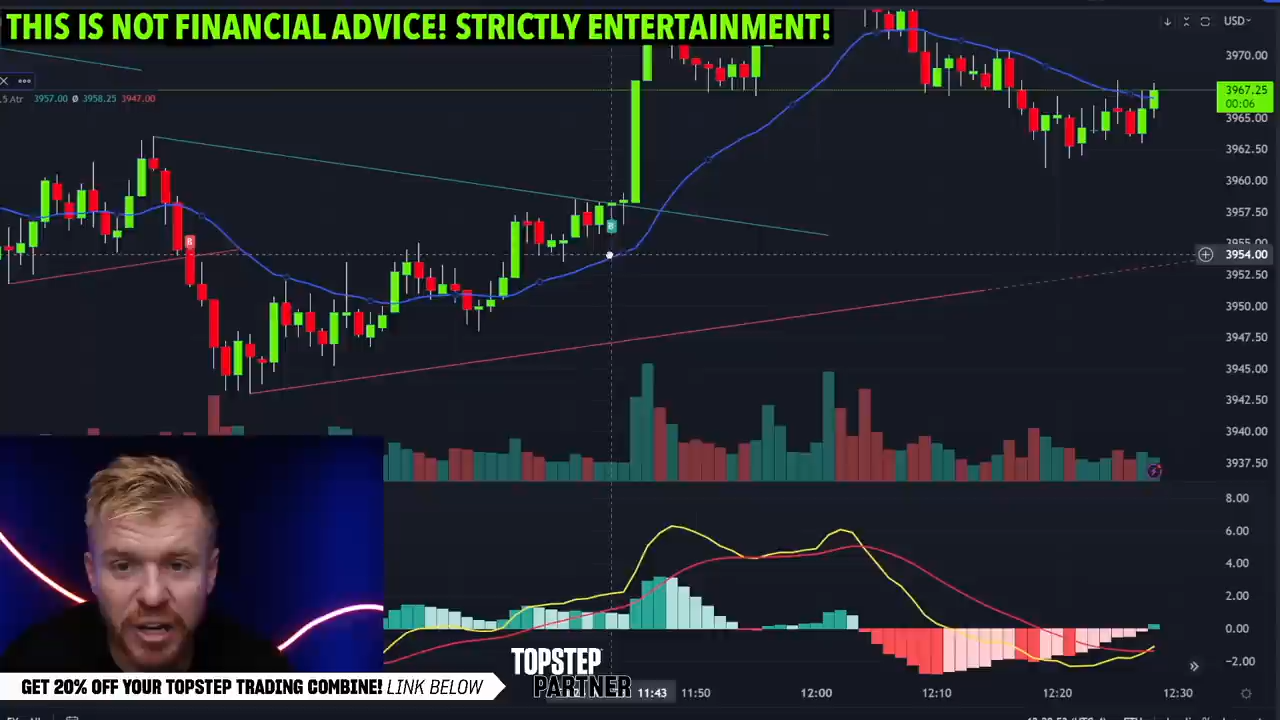 THIS IS NOT FINANCIAL ADVICE! STRICTLY ENTERTAINMENT!
USD
3970.00
5 Atr 3957.00 Ø 3958.25 3947.00
3967.25
00:06
3965.00
3962.50
3960.00
B
3957.50
B
3955.00
3954.00
3952.50
3950.00
3947.50
3945.00
3942.50
3940.00
3937.50
8.00
6.00
4.00
2.00
0.00
−2.00
TOPSTEP
PARTNER
GET 20% OFF YOUR TOPSTEP TRADING COMBINE! LINK BELOW
11:43 11:50 12:00 12:10 12:20 12:30